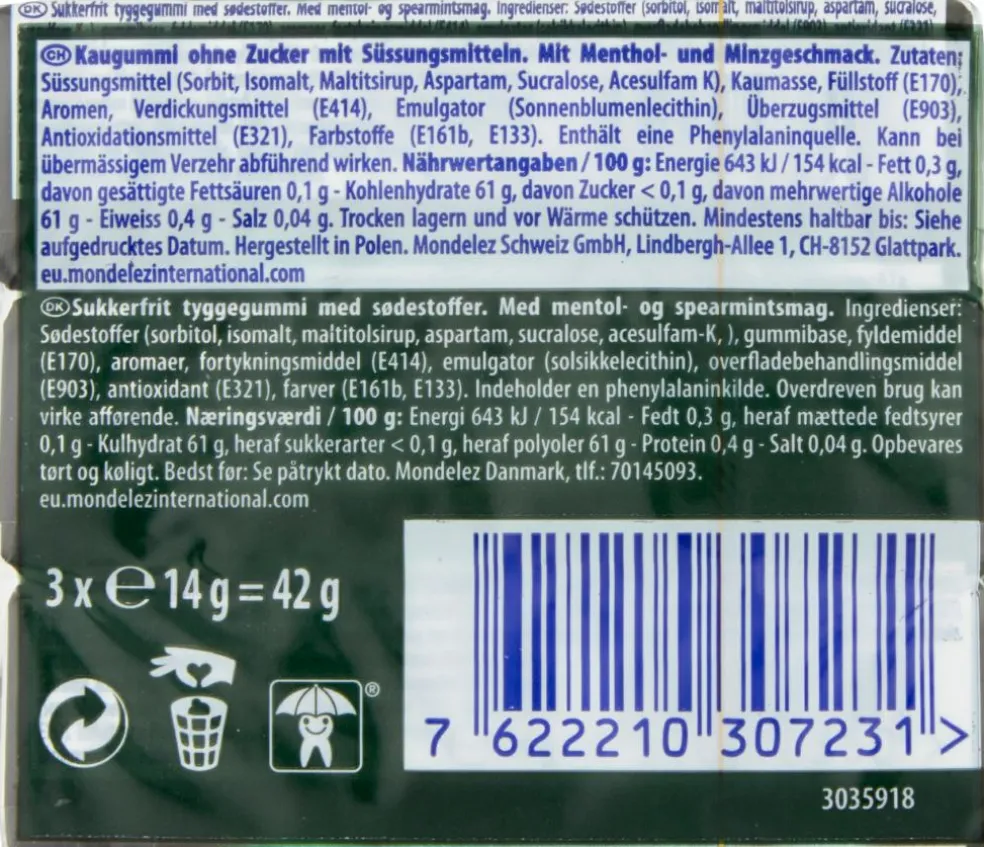 DK Sukkerfrit tyggegummi med sødestoffer. Med mentol- og spearmintsmag. Ingredienser: Sødestoffer (sorbitol, isomalt, maltitolsirup, aspartam, sucralose,
CH Kaugummi ohne Zucker mit Süssungsmitteln. Mit Menthol- und Minzgeschmack. Zutaten:
Süssungsmittel (Sorbit, Isomalt, Maltitsirup, Aspartam, Sucralose, Acesulfam K), Kaumasse, Füllstoff (E170),
Aromen, Verdickungsmittel (E414), Emulgator (Sonnenblumenlecithin), Überzugsmittel (E903),
Antioxidationsmittel (E321), Farbstoffe (E161b, E133). Enthält eine Phenylalaninquelle. Kann bei
übermässigem Verzehr abführend wirken. Nährwertangaben / 100 g: Energie 643 kJ / 154 kcal - Fett 0,3 g,
davon gesättigte Fettsäuren 0,1 g - Kohlenhydrate 61 g, davon Zucker < 0,1 g, davon mehrwertige Alkohole
61 g - Eiweiss 0,4 g - Salz 0,04 g. Trocken lagern und vor Wärme schützen. Mindestens haltbar bis: Siehe
aufgedrucktes Datum. Hergestellt in Polen. Mondelez Schweiz GmbH, Lindbergh-Allee 1, CH-8152 Glattpark.
eu.mondelezinternational.com
DK Sukkerfrit tyggegummi med sødestoffer. Med mentol- og spearmintsmag. Ingredienser:
Sødestoffer (sorbitol, isomalt, maltitolsirup, aspartam, sucralose, acesulfam-K, ), gummibase, fyldemiddel
(E170), aromaer, fortykningsmiddel (E414), emulgator (solsikkelecithin), overfladebehandlingsmiddel
(E903), antioxidant (E321), farver (E161b, E133). Indeholder en phenylalaninkilde. Overdreven brug kan
virke afførende. Næringsværdi / 100 g: Energi 643 kJ / 154 kcal - Fedt 0,3 g, heraf mættede fedtsyrer
0,1 g - Kulhydrat 61 g, heraf sukkerarter < 0,1 g, heraf polyoler 61 g - Protein 0,4 g - Salt 0,04 g. Opbevares
tørt og køligt. Bedst før: Se påtrykt dato. Mondelez Danmark, tlf.: 70145093.
eu.mondelezinternational.com
3 x ℮ 14 g = 42 g
®
7 622210 307231 >
3035918